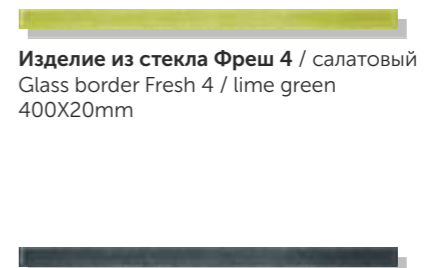 Изделие из стекла Фреш 4 / салатовый
Glass border Fresh 4 / lime green
400X20mm